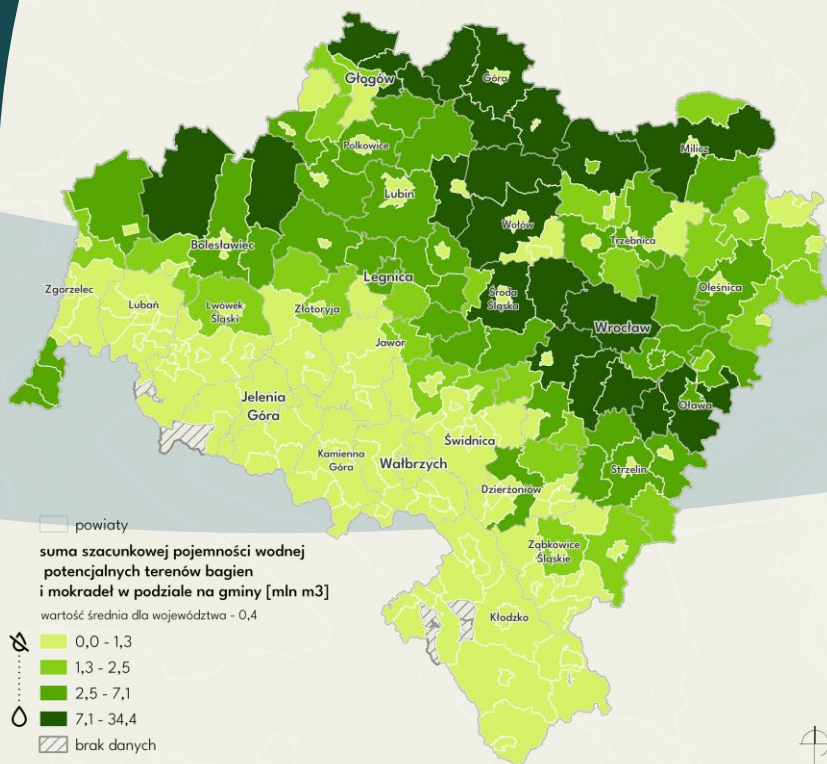 Głogów
Góra
Milicz
Polkowice
Lubin
Wołów
Trzebnica
Bolesławiec
Legnica
Oleśnica
Zgorzelec
Lubań
Lwówek
Śląski
Złotoryja
Środa
Śląska
Wrocław
Jawor
Jelenia
Góra
Oława
Świdnica
Kamienna
Góra
Wałbrzych
Strzelin
Dzierżoniów
Ząbkowice
Śląskie
Kłodzko
powiaty
suma szacunkowej pojemności wodnej
potencjalnych terenów bagien
i mokradeł w podziale na gminy [mln m3]
wartość średnia dla województwa - 0,4
0,0 - 1,3
1,3 - 2,5
2,5 - 7,1
7,1 - 34,4
brak danych